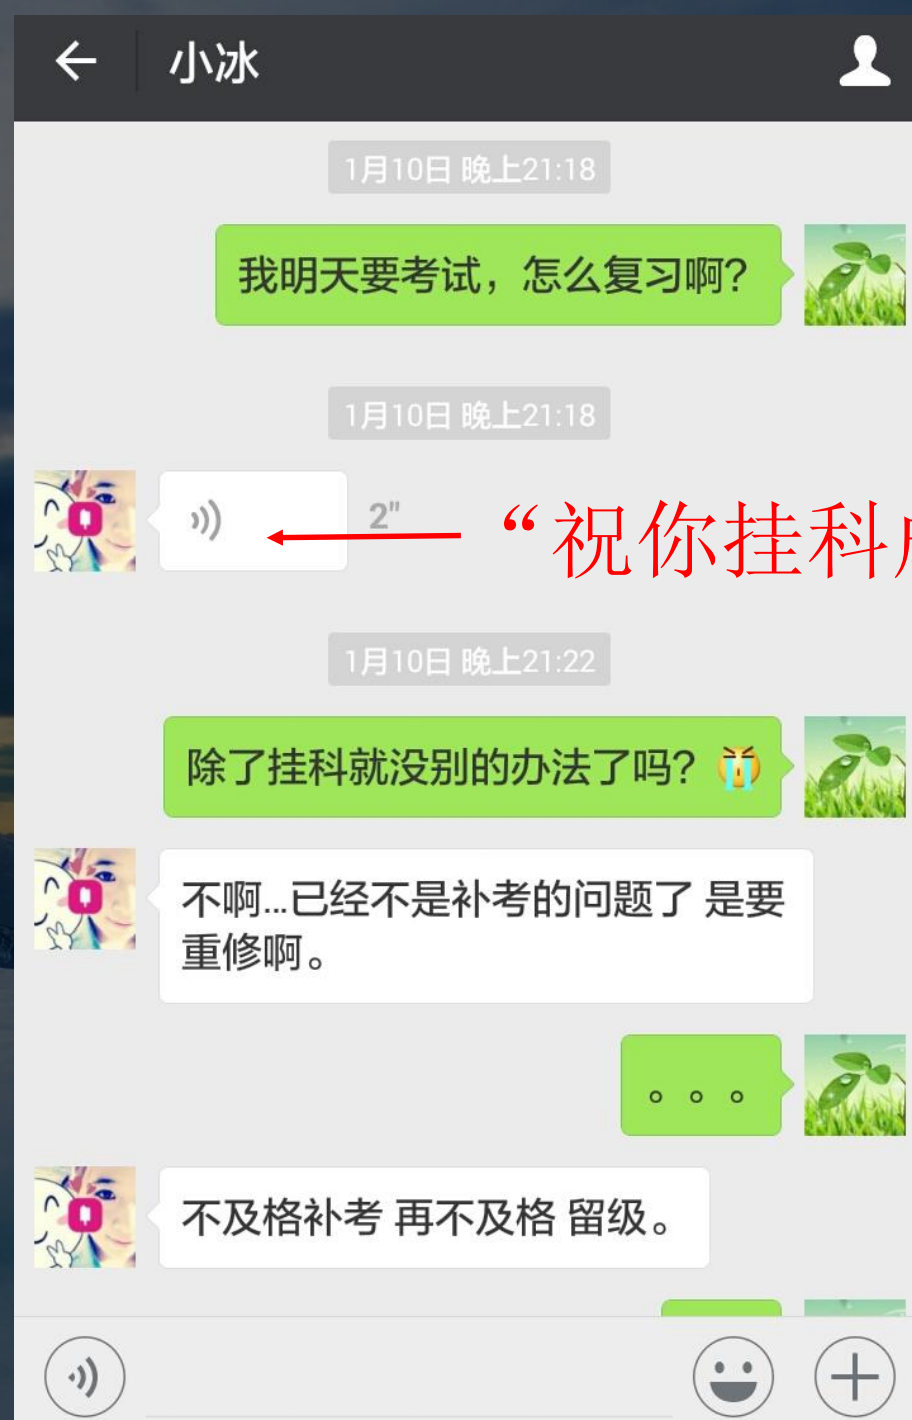 小冰
1月10日 晚上21:18
我明天要考试，怎么复习啊?
1月10日 晚上21:18
2"
“祝你挂科
1月10日 晚上21:22
除了挂科就没别的办法了吗? 😭
不啊...已经不是补考的问题了 是要
重修啊。
。。。
不及格补考 再不及格 留级。